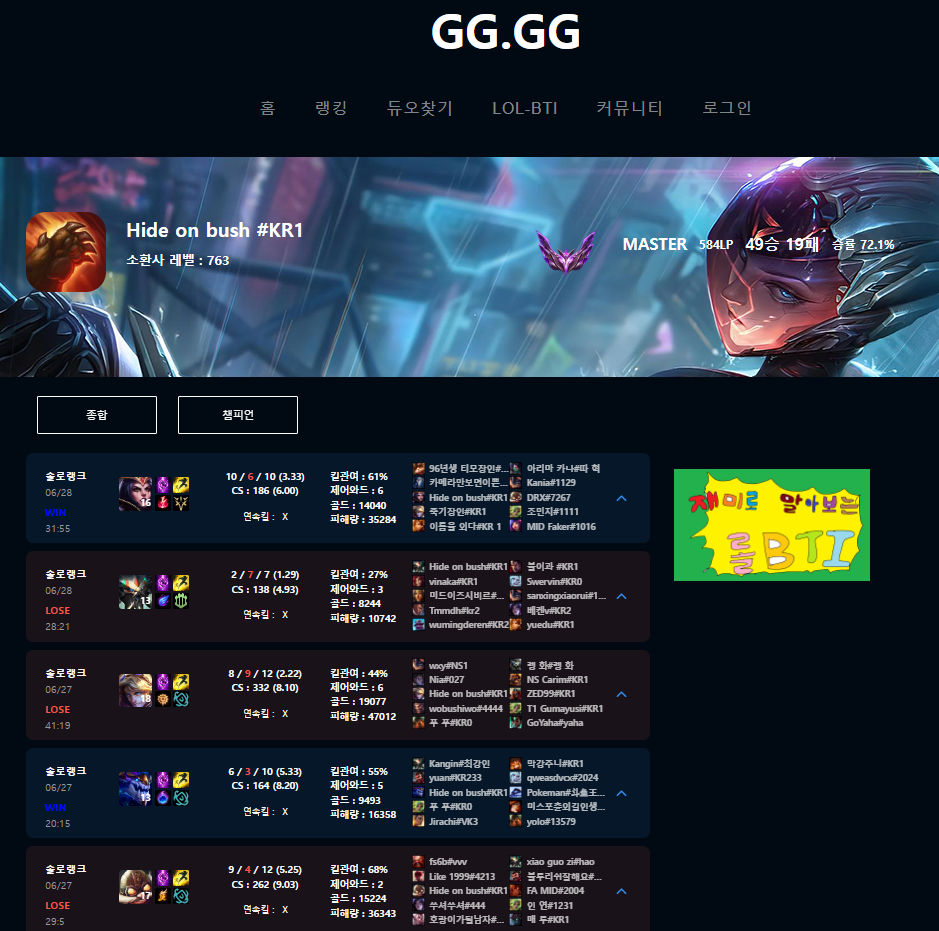 GG.GG
홈 랭킹 듀오찾기 LOL-BTI 커뮤니티 로그인
Hide on bush #KR1
소환사 레벨 : 763
MASTER 584LP 49승 19패 승률 72.1%
종합 챔피언
재미로 알아보는
롤BTI
솔로랭크
06/28
WIN
31:55
16
10 / 6 / 10 (3.33)
CS : 186 (6.00)
연속킬 : X
킬관여 : 61%
제어와드 : 6
골드 : 14040
피해량 : 35284
96년생 티모장인#...
Hide on bush#KR1
죽기장인#KR1
이름을 외다#KR 1
아리마 카나#따 혁
Kania#1129
DRX#7267
조민지#1111
MID Faker#1016
솔로랭크
06/28
LOSE
28:21
13
2 / 7 / 7 (1.29)
CS : 138 (4.93)
연속킬 : X
킬관여 : 27%
제어와드 : 3
골드 : 8244
피해량 : 10742
Hide on bush#KR1
vinaka#KR1
미드이즈시비르#...
Tmmdh#kr2
wumingderen#KR2
불이과 #KR1
Swervin#KR0
sanxingxiaorui#1...
베렌v#KR2
yuedu#KR1
솔로랭크
06/27
LOSE
41:19
18
8 / 9 / 12 (2.22)
CS : 332 (8.10)
연속킬 : X
킬관여 : 44%
제어와드 : 6
골드 : 19077
피해량 : 47012
wxy#NS1
Nia#027
Hide on bush#KR1
wobushiwo#4444
푸 푸#KR0
켐 화#켐 화
NS Carim#KR1
ZED99#KR1
T1 Gumayusi#KR1
GoYaha#yaha
솔로랭크
06/27
WIN
20:15
13
6 / 3 / 10 (5.33)
CS : 164 (8.20)
연속킬 : X
킬관여 : 55%
제어와드 : 5
골드 : 9493
피해량 : 16358
Kangin#최강인
yuan#KR233
Hide on bush#KR1
푸 푸#KR0
Jirachi#VK3
막강주니#KR1
qweasdvcx#2024
Pokeman#斗鱼王...
미스포츈외길인생...
yolo#13579
솔로랭크
06/27
LOSE
29:5
17
9 / 4 / 12 (5.25)
CS : 262 (9.03)
연속킬 : X
킬관여 : 68%
제어와드 : 2
골드 : 15224
피해량 : 36343
fs6b#vvv
Like 1999#4213
Hide on bush#KR1
쑤셔쑤셔#444
호랑이가될남자#...
xiao guo zi#hao
블루리쉬잘해요#...
FA MID#2004
인 연#1231
매 루#KR1